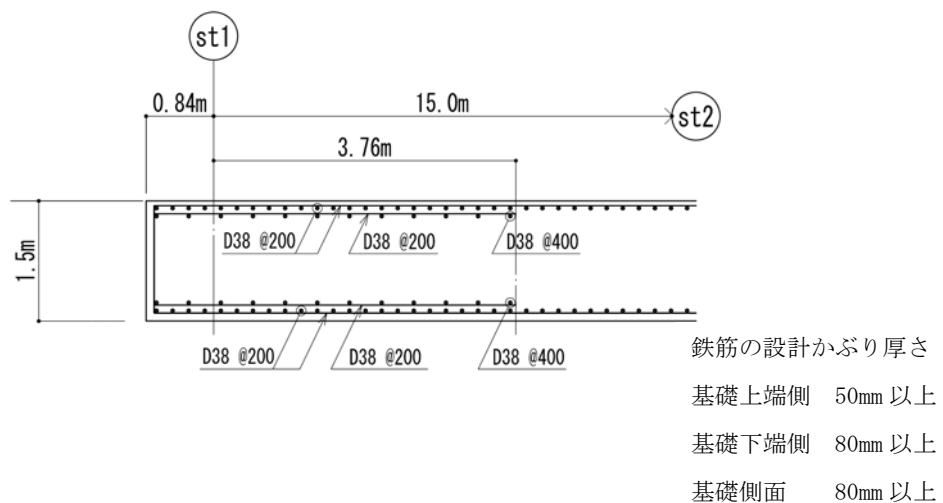 st1
0.84m
15.0m
st2
3.76m
1.5m
D38 @200
D38 @200
D38 @400
D38 @200
D38 @200
D38 @400
鉄筋の設計かぶり厚さ
基礎上端側 50mm 以上
基礎下端側 80mm 以上
基礎側面 80mm 以上